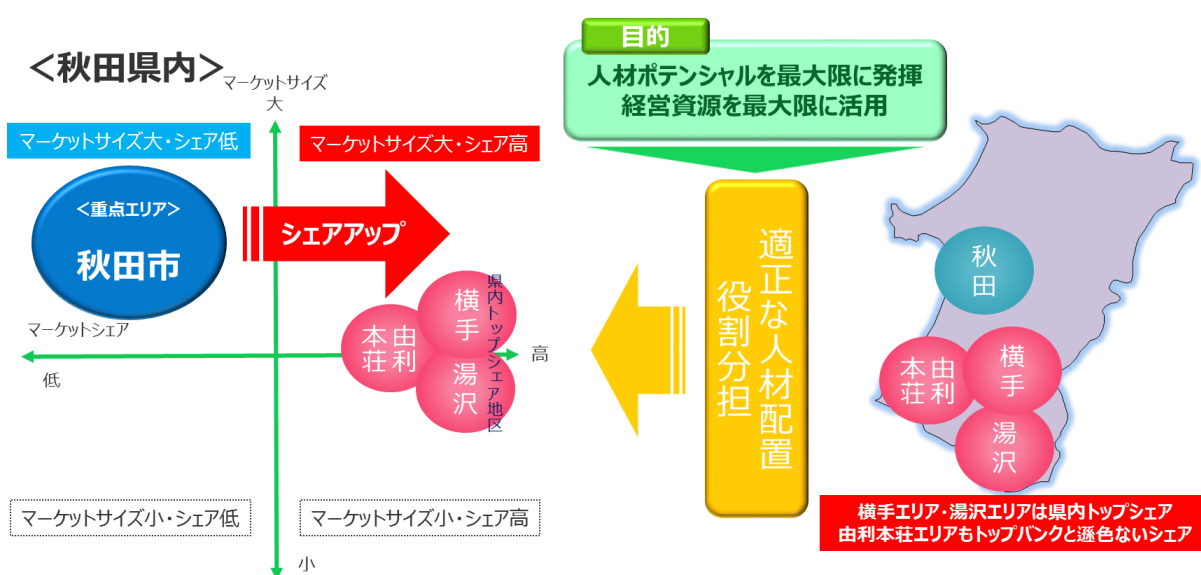 <秋田県内>
マーケットサイズ
大
マーケットサイズ大・シェア低
マーケットサイズ大・シェア高
<重点エリア>
秋田市
シェアアップ
マーケットシェア
低
由利
本荘
横手
湯沢
県内トップシェア地区
高
マーケットサイズ小・シェア低
マーケットサイズ小・シェア高
小
目的
人材ポテンシャルを最大限に発揮
経営資源を最大限に活用
適正な人材配置
役割分担
秋田
由利
本荘
横手
湯沢
横手エリア・湯沢エリアは県内トップシェア
由利本荘エリアもトップバンクと遜色ないシェア